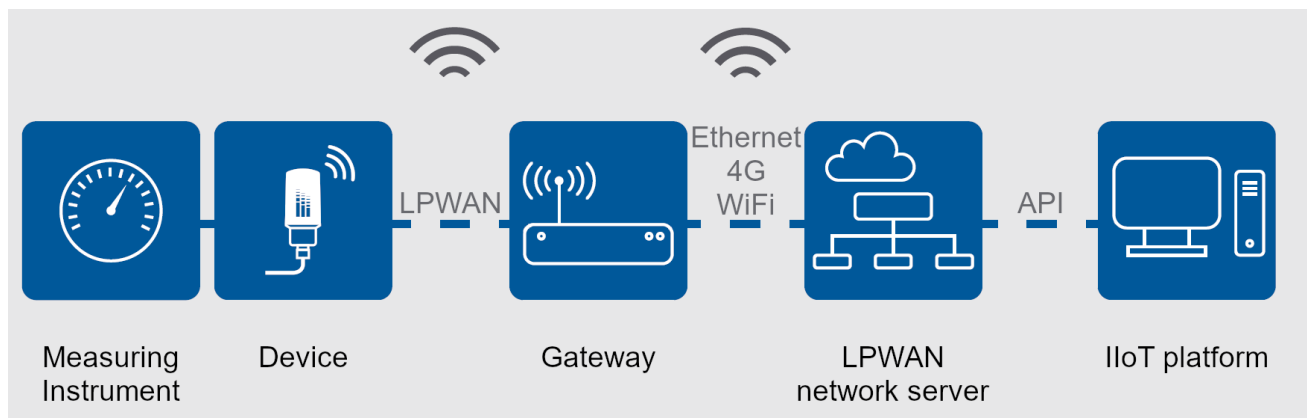 Ethernet
4G
WiFi
LPWAN
API
Measuring
Instrument
Device
Gateway
LPWAN
network server
IIoT platform